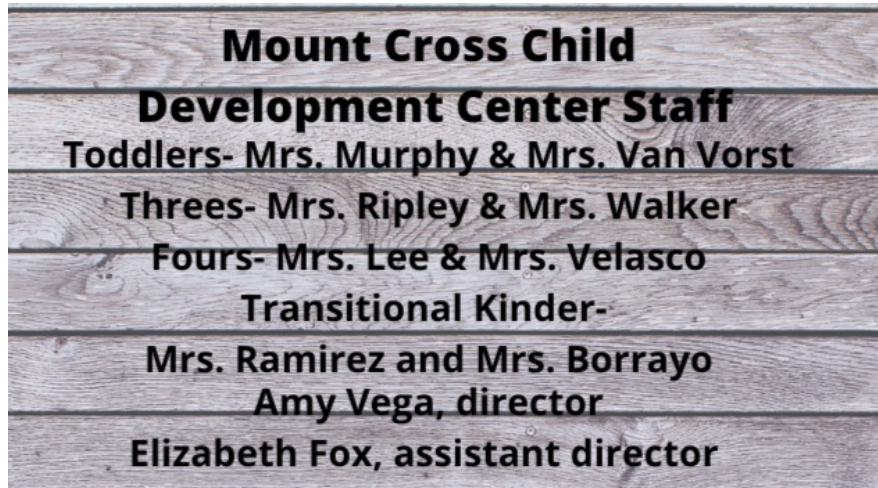 Mount Cross Child
Development Center Staff
Toddlers- Mrs. Murphy & Mrs. Van Vorst
Threes- Mrs. Ripley & Mrs. Walker
Fours- Mrs. Lee & Mrs. Velasco
Transitional Kinder-
Mrs. Ramirez and Mrs. Borrayo
Amy Vega, director
Elizabeth Fox, assistant director